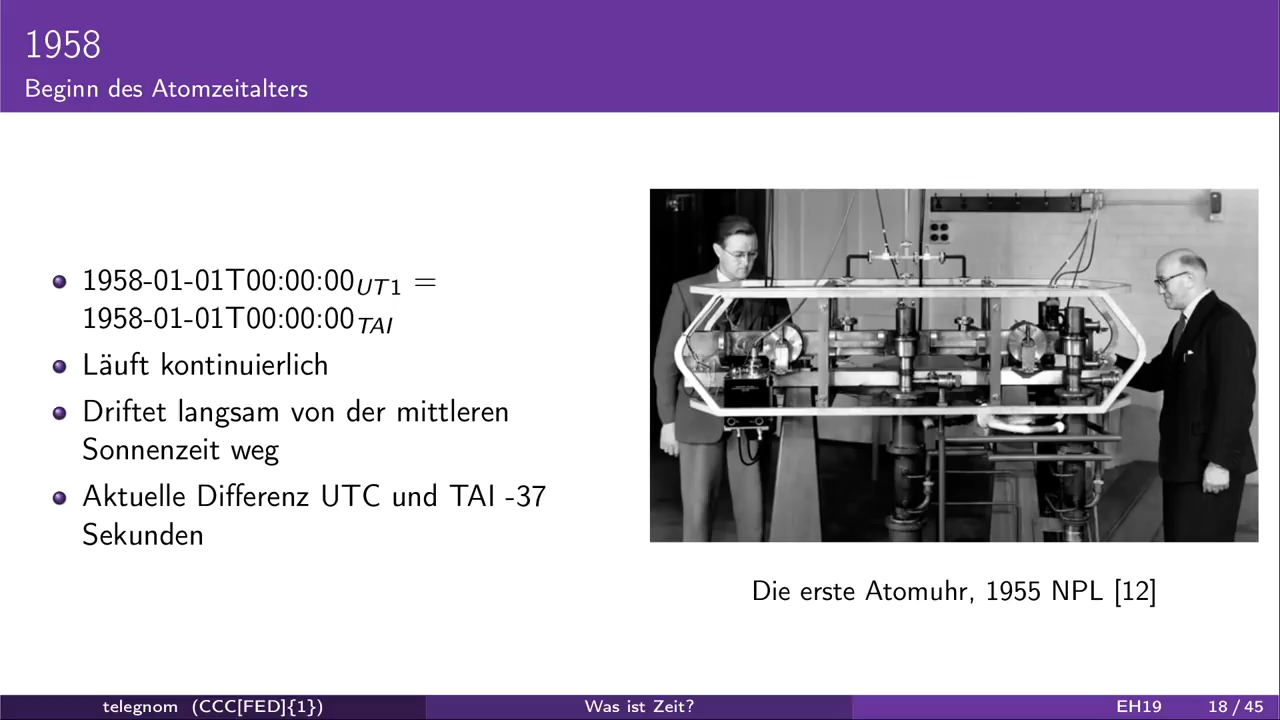 1958
Beginn des Atomzeitalters
1958-01-01T00:00:00UT1 =
1958-01-01T00:00:00TAI
Läuft kontinuierlich
Driftet langsam von der mittleren
Sonnenzeit weg
Aktuelle Differenz UTC und TAI -37
Sekunden
Die erste Atomuhr, 1955 NPL [12]
telegnom (CCC[FED]{1})
Was ist Zeit?
EH19
18 / 45